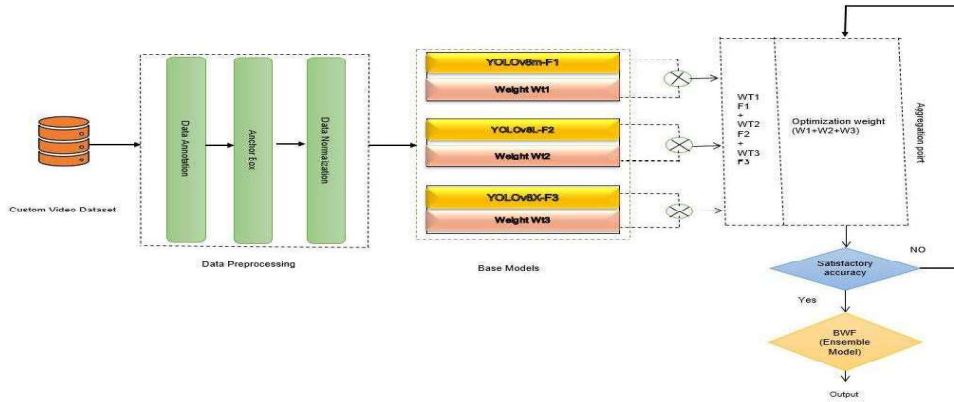 Custom Video Dataset
Data Annotation
Anchor Box
Data Normalization
Data Preprocessing
YOLOv8m-F1
Weight Wt1
YOLOv8L-F2
Weight Wt2
YOLOv8X-F3
Weight Wt3
Base Models
WT1
F1
+
WT2
F2
+
WT3
F3
Optimization weight
(W1+W2+W3)
Aggregation point
Satisfactory
accuracy
NO
Yes
BWF
(Ensemble
Model)
Output